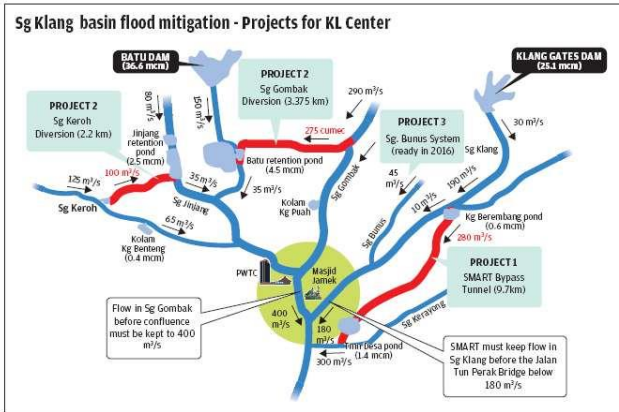 Sg Klang basin flood mitigation - Projects for KL Center
BATU DAM
(36.6 mcm)
KLANG GATES DAM
(25.1 mcm)
PROJECT 2
Sg Gombak
Diversion (3.375 km)
PROJECT 2
Sg Keroh
Diversion (2.2 km)
80 m³/s
150 m³/s
290 m³/s
30 m³/s
PROJECT 3
Sg. Bunus System
(ready in 2016)
Jinjang
retention
pond
(2.5 mcm)
275 cumec
Sg Klang
Batu retention pond
(4.5 mcm)
45
m³/s
190 m³/s
10 m³/s
125 m³/s
100 m³/s
35 m³/s
35 m³/s
Sg Gombak
Sg Keroh
Sg Jinjang
Kolam
Kg Puah
Kg Berembang pond
(0.6 mcm)
65 m³/s
Kolam
Kg Benteng
(0.4 mcm)
Sg Bunus
280 m³/s
PWTC
Masjid
Jamek
PROJECT 1
SMART Bypass
Tunnel (9.7km)
Flow in Sg Gombak
before confluence
must be kept to 400
m³/s
400
m³/s
180
m³/s
Sg Kerayong
Desa pond
(1.4 mcm)
300 m³/s
SMART must keep flow in
Sg Klang before the Jalan
Tun Perak Bridge below
180 m³/s